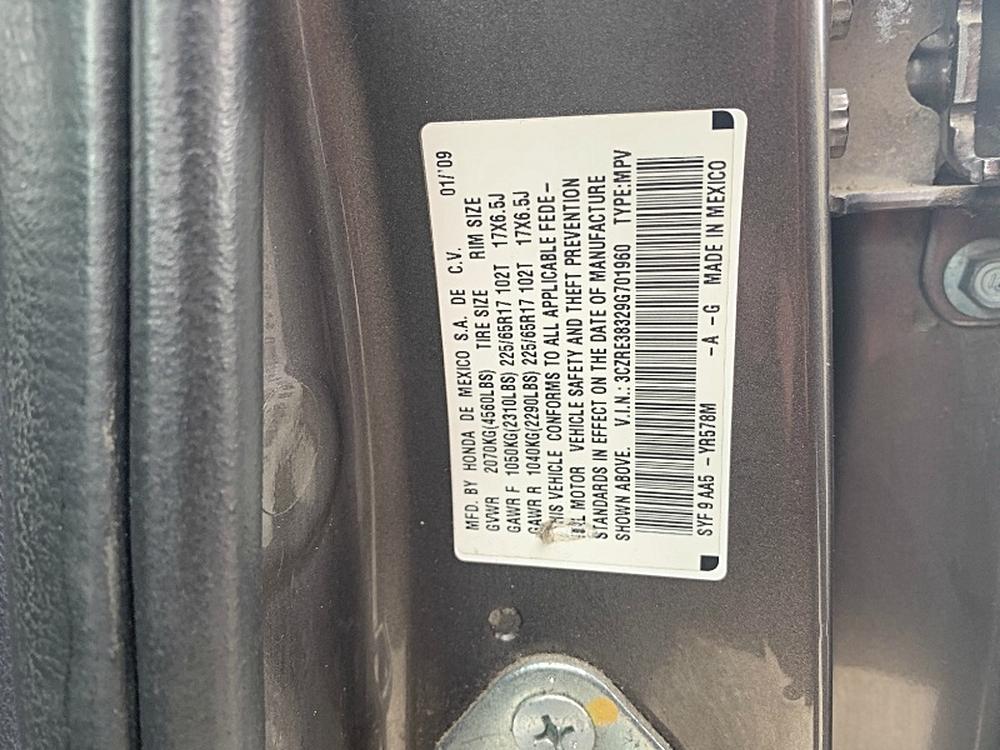 MFD. BY HONDA DE MEXICO S.A. DE C.V. 01/'09
GVWR 2070KG(4560LBS) TIRE SIZE RIM SIZE
GAWR F 1050KG(2310LBS) 225/65R17 102T 17X6.5J
GAWR R 1040KG(2290LBS) 225/65R17 102T 17X6.5J
VEHICLE CONFORMS TO ALL APPLICABLE FEDE-
MOTOR VEHICLE SAFETY AND THEFT PREVENTION
STANDARDS IN EFFECT ON THE DATE OF MANUFACTURE
SHOWN ABOVE. V.I.N.: 3CZRE38329G701960 TYPE:MPV
SYF 9 AA5 - YR578M - A - G MADE IN MEXICO